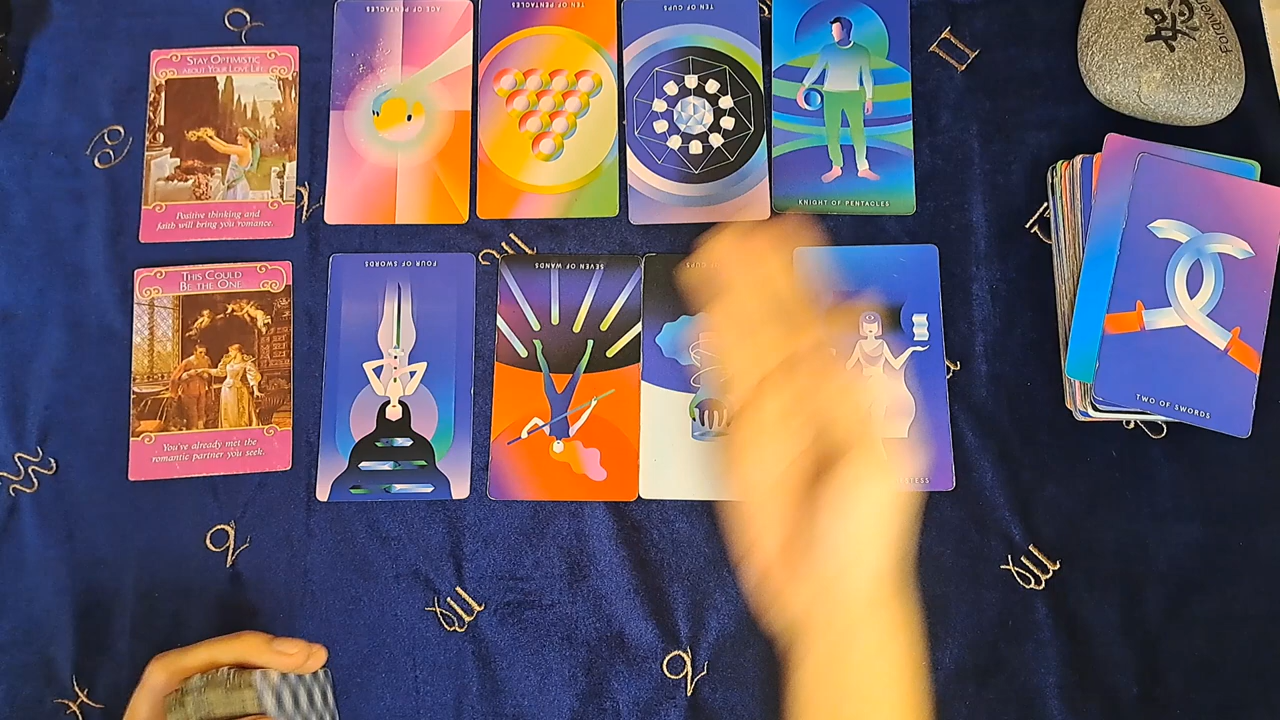 STAY OPTIMISTIC
ABOUT YOUR LOVE LIFE
Positive thinking and
faith will bring you romance.
TEN OF PENTACLES
TEN OF CUPS
KNIGHT OF PENTACLES
THIS COULD
BE THE ONE
You've already met the
romantic partner you seek.
FOUR OF SWORDS
SEVEN OF WANDS
OF CUPS
TWO OF SWORDS